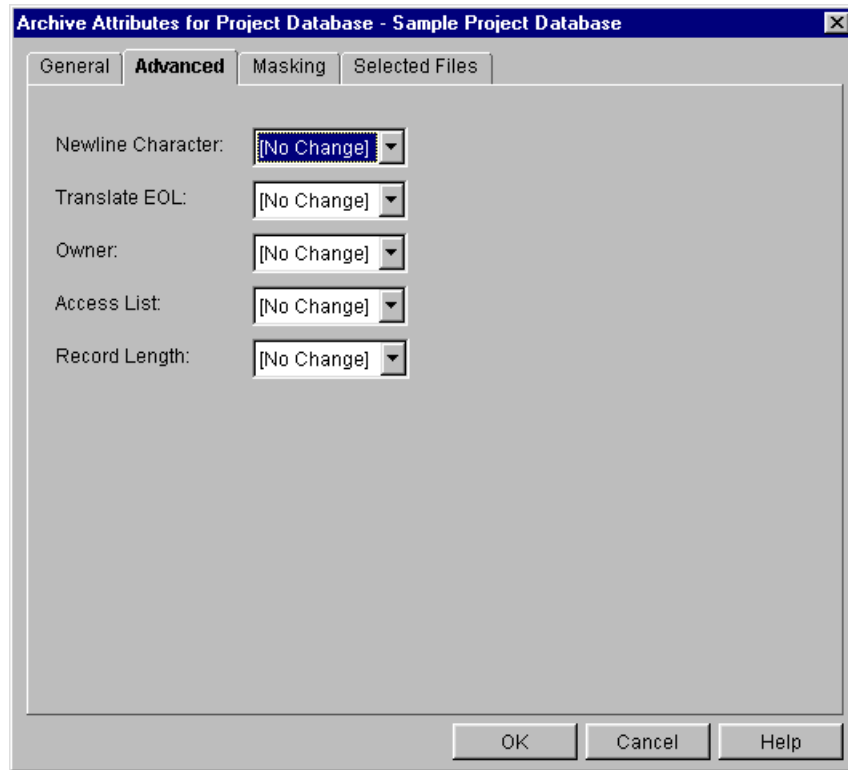 Archive Attributes for Project Database - Sample Project Database
General Advanced Masking Selected Files
Newline Character: [No Change]
Translate EOL: [No Change]
Owner: [No Change]
Access List: [No Change]
Record Length: [No Change]
OK Cancel Help